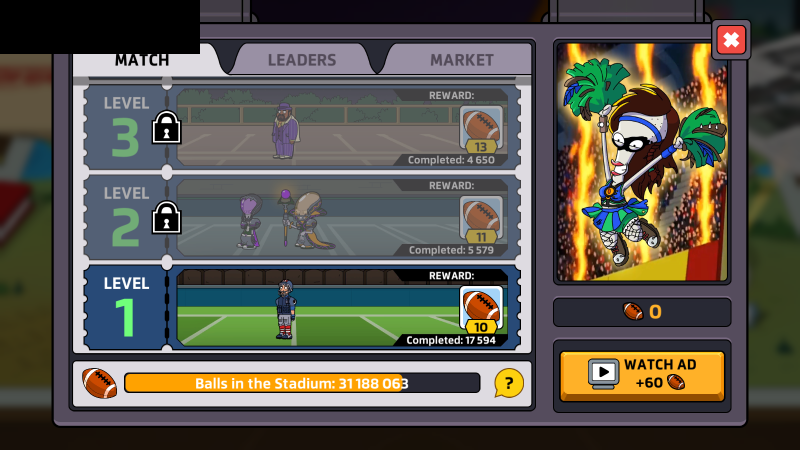 MATCH
LEADERS
MARKET
LEVEL
3
REWARD:
13
Completed: 4 650
LEVEL
2
REWARD:
11
Completed: 5 579
LEVEL
1
REWARD:
10
Completed: 17 594
Balls in the Stadium: 31 188 063
?
0
WATCH AD
+60